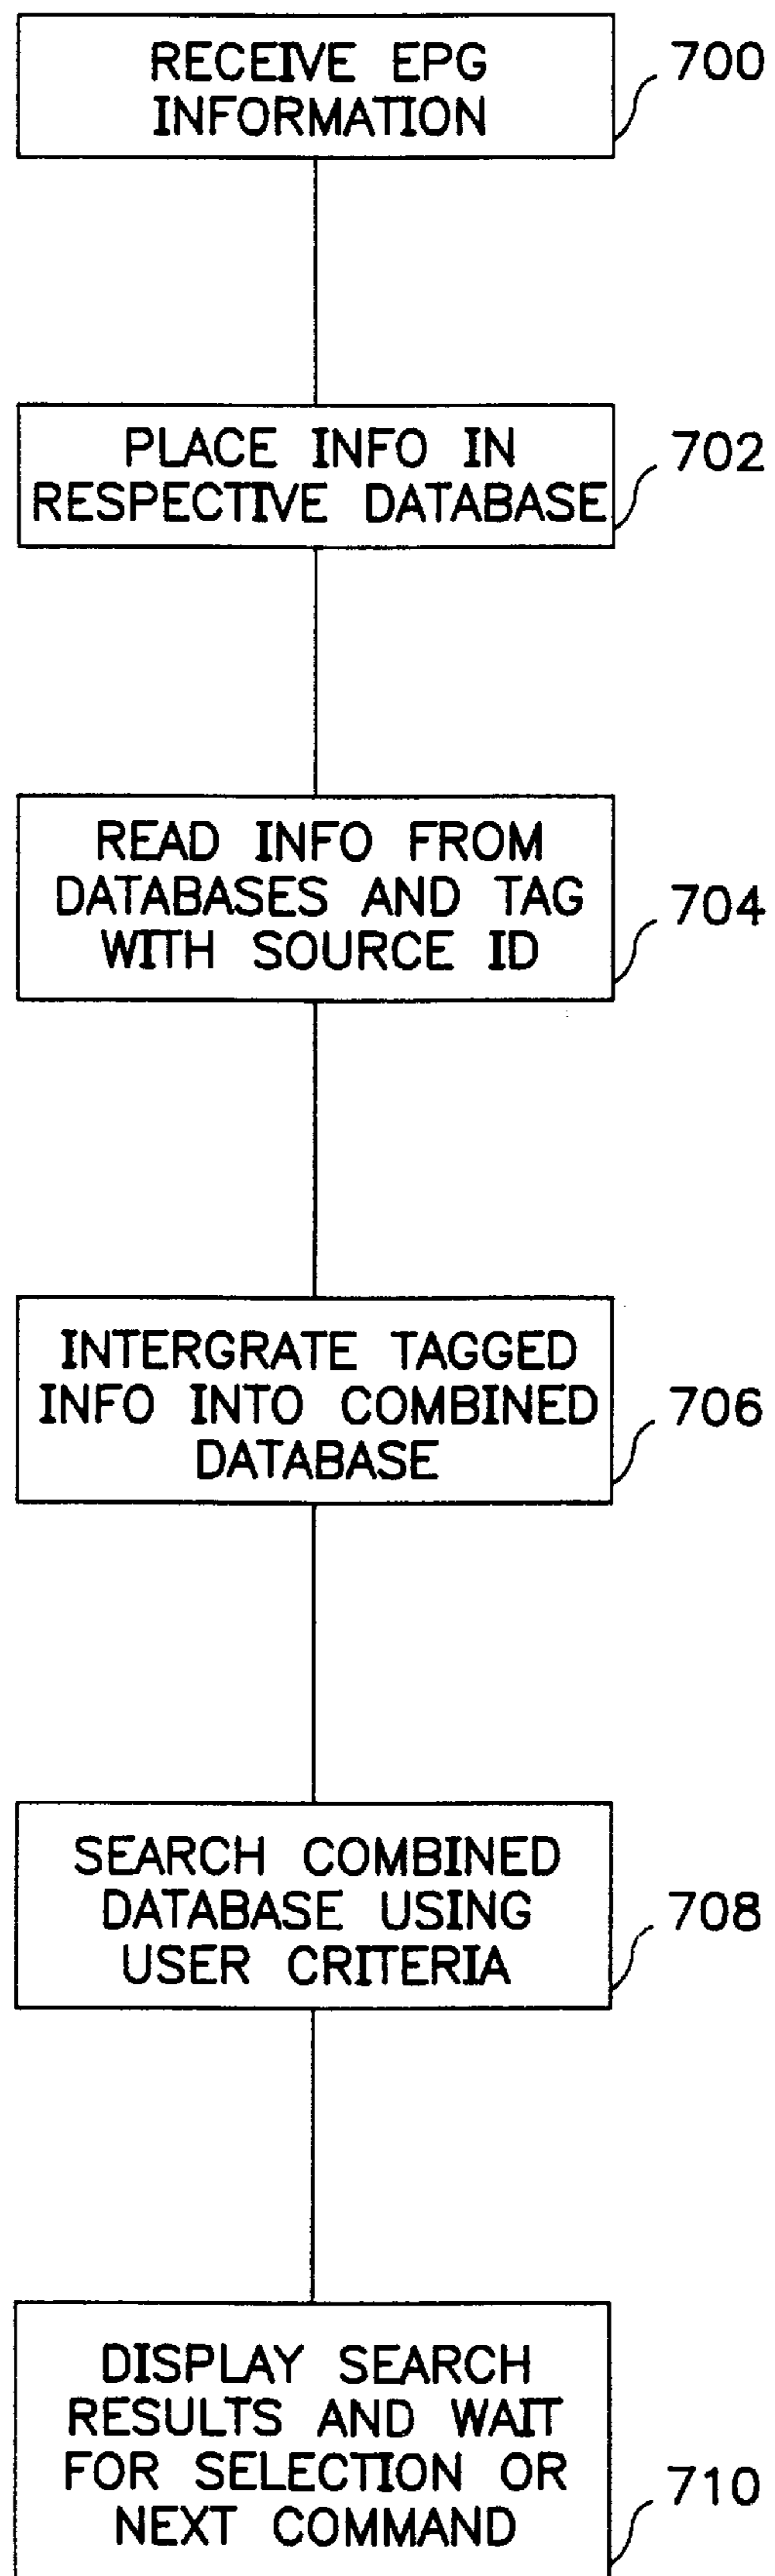 RECEIVE EPG
INFORMATION
700
PLACE INFO IN
RESPECTIVE DATABASE
702
READ INFO FROM
DATABASES AND TAG
WITH SOURCE ID
704
INTERGRATE TAGGED
INFO INTO COMBINED
DATABASE
706
SEARCH COMBINED
DATABASE USING
USER CRITERIA
708
DISPLAY SEARCH
RESULTS AND WAIT
FOR SELECTION OR
NEXT COMMAND
710